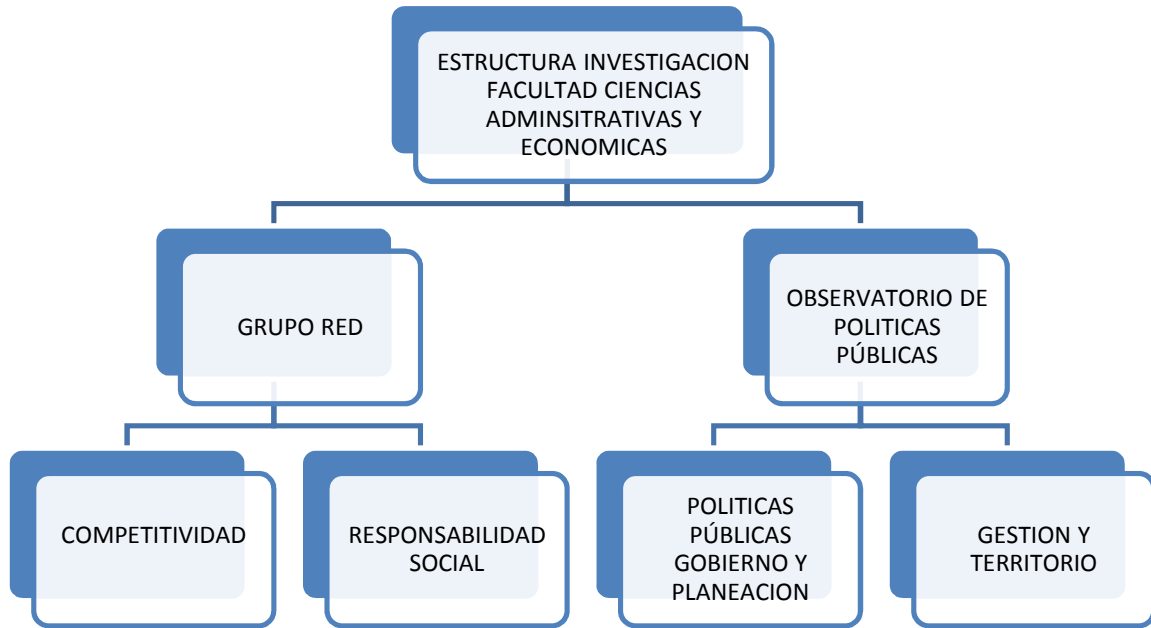 ESTRUCTURA INVESTIGACION
FACULTAD CIENCIAS
ADMINSITRATIVAS Y
ECONOMICAS
GRUPO RED
OBSERVATORIO DE
POLITICAS
PÚBLICAS
COMPETITIVIDAD
RESPONSABILIDAD
SOCIAL
POLITICAS
PÚBLICAS
GOBIERNO Y
PLANEACION
GESTION Y
TERRITORIO